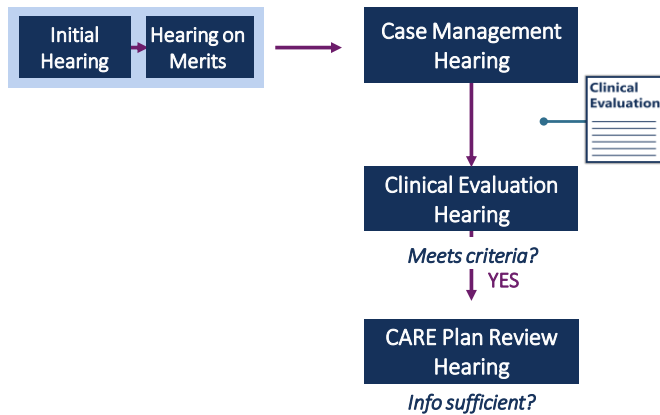 Initial
Hearing
Hearing on
Merits
Case Management
Hearing
Clinical
Evaluation
Clinical Evaluation
Hearing
Meets criteria?
YES
CARE Plan Review
Hearing
Info sufficient?